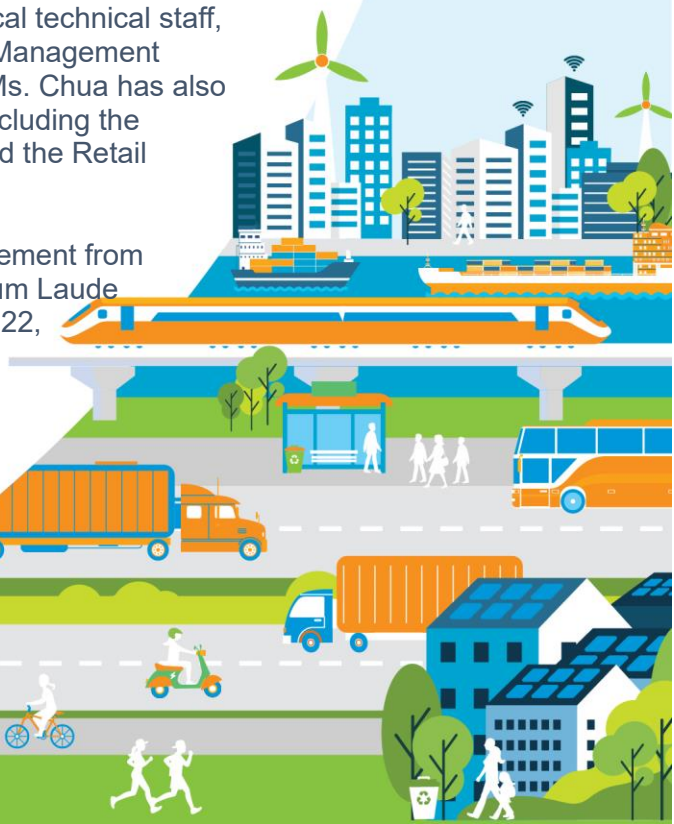 cal technical staff,
Management
Ms. Chua has also
cluding the
d the Retail
ement from
um Laude
22,